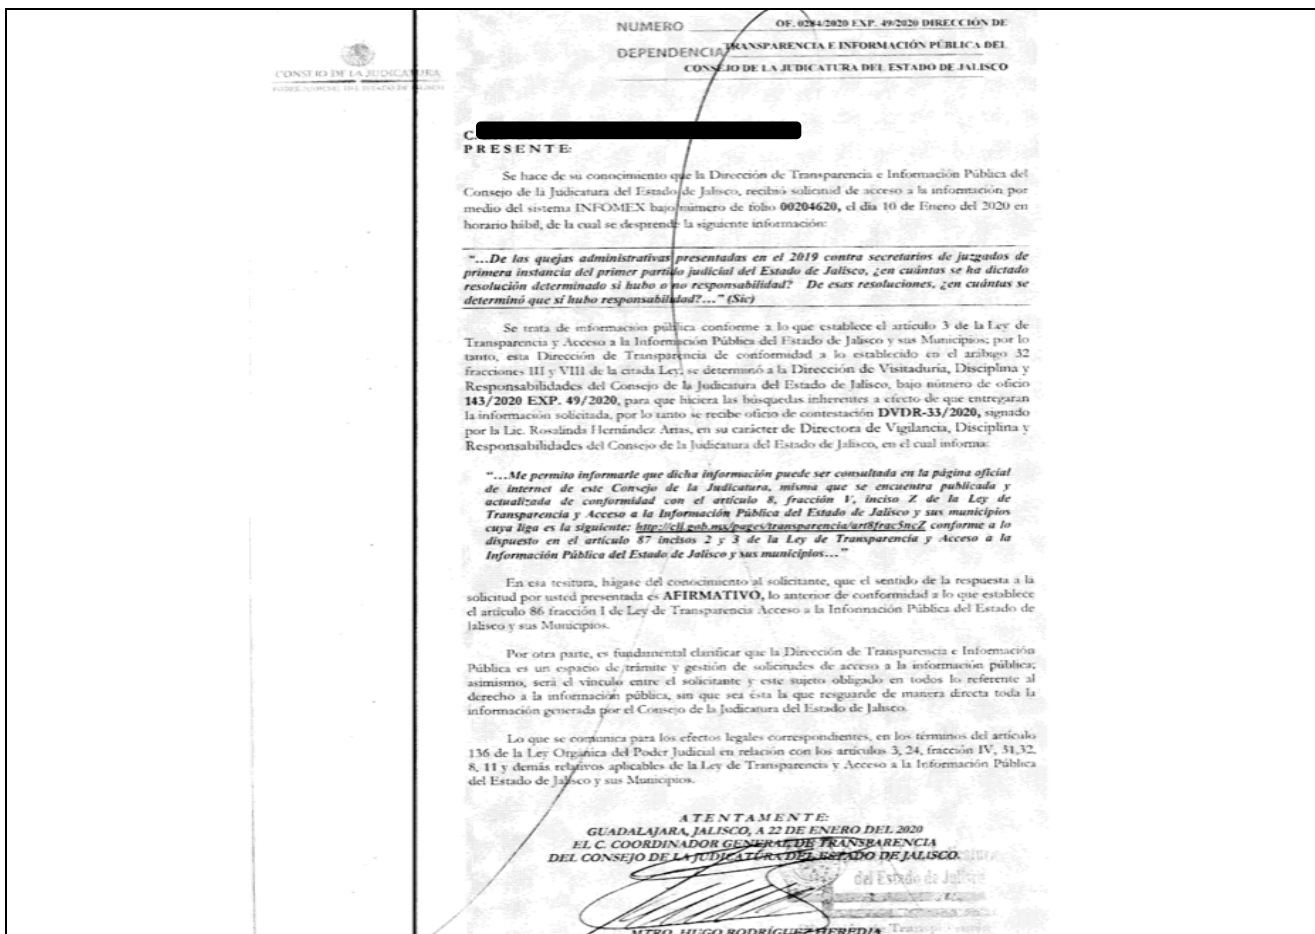 NUMERO OF. 0284/2020 EXP. 49/2020 DIRECCIÓN DE
DEPENDENCIA TRANSPARENCIA E INFORMACIÓN PÚBLICA DEL
CONSEJO DE LA JUDICATURA DEL ESTADO DE JALISCO
CONSEJO DE LA JUDICATURA
PODER JUDICIAL DEL ESTADO DE JALISCO
C.
P R E S E N T E:
Se hace de su conocimiento que la Dirección de Transparencia e Información Pública del
Consejo de la Judicatura del Estado de Jalisco, recibió solicitud de acceso a la información por
medio del sistema INFOMEX bajo número de folio 00204620, el día 10 de Enero del 2020 en
horario hábil, de la cual se desprende la siguiente información:
"…De las quejas administrativas presentadas en el 2019 contra secretarios de juzgados de
primera instancia del primer partido judicial del Estado de Jalisco, ¿en cuántas se ha dictado
resolución determinado si hubo o no responsabilidad? De esas resoluciones, ¿en cuántas se
determinó que sí hubo responsabilidad?…" (Sic)
Se trata de información pública conforme a lo que establece el artículo 3 de la Ley de
Transparencia y Acceso a la Información Pública del Estado de Jalisco y sus Municipios; por lo
tanto, esta Dirección de Transparencia de conformidad a lo establecido en el arábigo 32
fracciones III y VIII de la citada Ley, se determinó a la Dirección de Visitaduría, Disciplina y
Responsabilidades del Consejo de la Judicatura del Estado de Jalisco, bajo número de oficio
143/2020 EXP. 49/2020, para que hiciera las búsquedas inherentes a efecto de que entregaran
la información solicitada, por lo tanto se recibe oficio de contestación DVDR-33/2020, signado
por la Lic. Rosalinda Hernández Arias, en su carácter de Directora de Vigilancia, Disciplina y
Responsabilidades del Consejo de la Judicatura del Estado de Jalisco, en el cual informa:
"…Me permito informarle que dicha información puede ser consultada en la página oficial
de internet de este Consejo de la Judicatura, misma que se encuentra publicada y
actualizada de conformidad con el artículo 8, fracción V, inciso Z de la Ley de
Transparencia y Acceso a la Información Pública del Estado de Jalisco y sus municipios
cuya liga es la siguiente: http://cjj.gob.mx/pages/transparencia/art8frac5ncZ conforme a lo
dispuesto en el artículo 87 incisos 2 y 3 de la Ley de Transparencia y Acceso a la
Información Pública del Estado de Jalisco y sus municipios…"
En esa tesitura, hágase del conocimiento al solicitante, que el sentido de la respuesta a la
solicitud por usted presentada es AFIRMATIVO, lo anterior de conformidad a lo que establece
el artículo 86 fracción I de Ley de Transparencia Acceso a la Información Pública del Estado de
Jalisco y sus Municipios.
Por otra parte, es fundamental clarificar que la Dirección de Transparencia e Información
Pública es un espacio de trámite y gestión de solicitudes de acceso a la información pública;
asimismo, será el vínculo entre el solicitante y este sujeto obligado en todos lo referente al
derecho a la información pública, sin que sea ésta la que resguarde de manera directa toda la
información generada por el Consejo de la Judicatura del Estado de Jalisco.
Lo que se comunica para los efectos legales correspondientes, en los términos del artículo
136 de la Ley Orgánica del Poder Judicial en relación con los artículos 3, 24, fracción IV, 31,32,
8, 11 y demás relativos aplicables de la Ley de Transparencia y Acceso a la Información Pública
del Estado de Jalisco y sus Municipios.
A T E N T A M E N T E:
GUADALAJARA, JALISCO, A 22 DE ENERO DEL 2020
EL C. COORDINADOR GENERAL DE TRANSPARENCIA
DEL CONSEJO DE LA JUDICATURA DEL ESTADO DE JALISCO.
del Estado de Jalisco
MTRO. HUGO RODRÍGUEZ HEREDIA